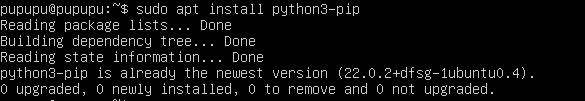 pupupu@pupupu:~$ sudo apt install python3-pip
Reading package lists... Done
Building dependency tree... Done
Reading state information... Done
python3-pip is already the newest version (22.0.2+dfsg-1ubuntu0.4).
0 upgraded, 0 newly installed, 0 to remove and 0 not upgraded.